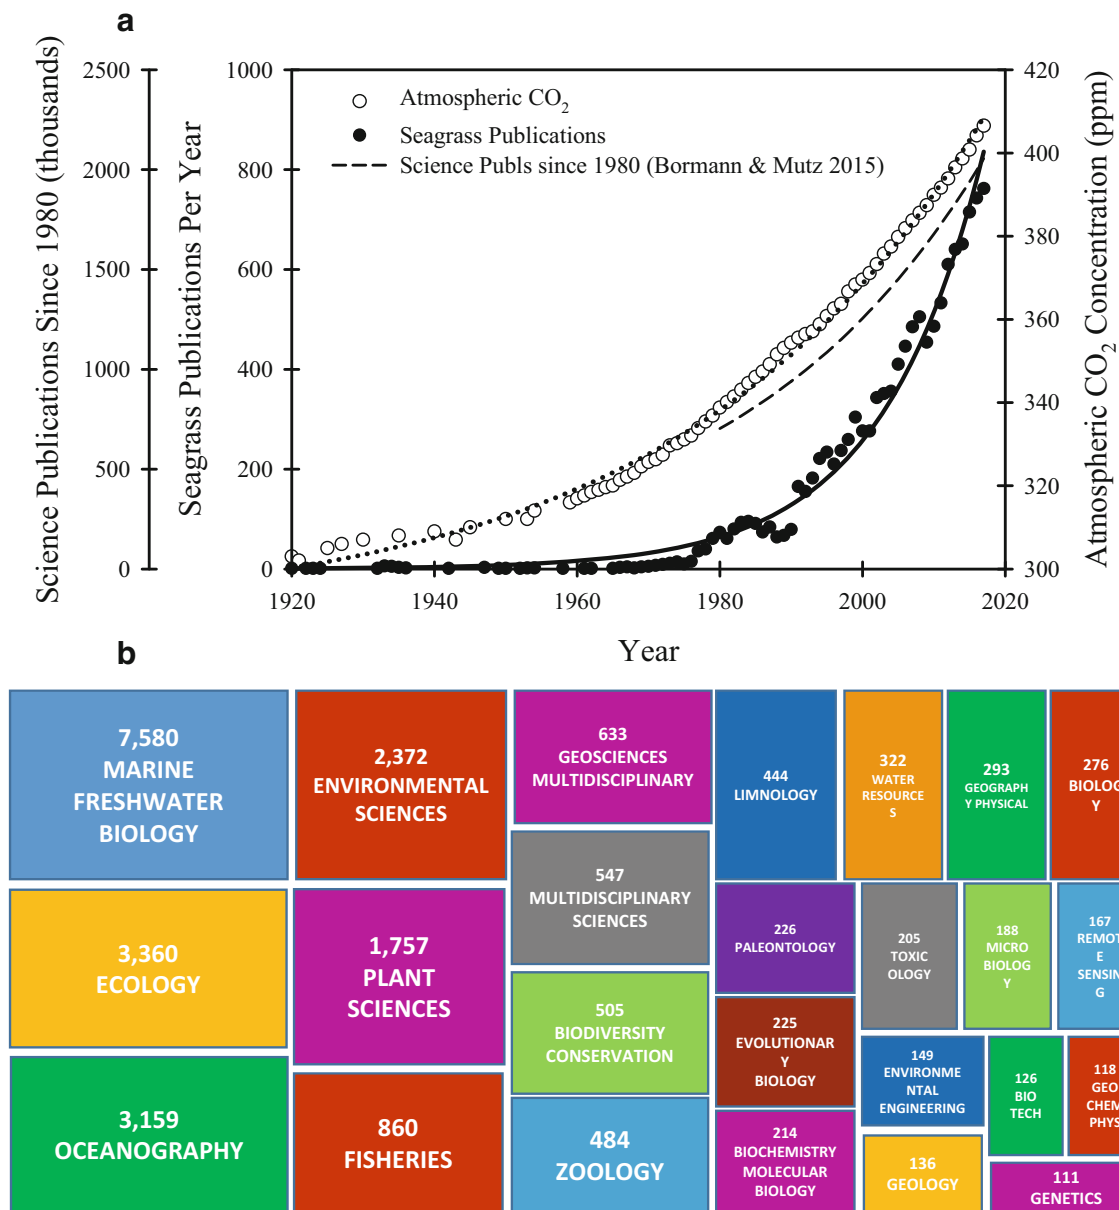 a
Science Publications Since 1980 (thousands)
2500
2000
1500
1000
500
0
Seagrass Publications Per Year
1000
800
600
400
200
0
Atmospheric CO2
Seagrass Publications
Science Publs since 1980 (Bormann & Mutz 2015)
420
400
380
360
340
320
300
Atmospheric CO2 Concentration (ppm)
1920
1940
1960
1980
2000
2020
Year
b
7,580
MARINE
FRESHWATER
BIOLOGY
3,360
ECOLOGY
3,159
OCEANOGRAPHY
2,372
ENVIRONMENTAL
SCIENCES
1,757
PLANT
SCIENCES
860
FISHERIES
633
GEOSCIENCES
MULTIDISCIPLINARY
547
MULTIDISCIPLINARY
SCIENCES
505
BIODIVERSITY
CONSERVATION
484
ZOOLOGY
444
LIMNOLOGY
322
WATER
RESOURCE
S
293
GEOGRAPH
Y PHYSICAL
276
BIOLOG
Y
226
PALEONTOLOGY
205
TOXIC
OLOGY
188
MICRO
BIOLOG
Y
167
REMOT
E
SENSIN
G
225
EVOLUTIONAR
Y
BIOLOGY
149
ENVIRONME
NTAL
ENGINEERING
126
BIO
TECH
118
GEO
CHEM
PHYS
214
BIOCHEMISTRY
MOLECULAR
BIOLOGY
136
GEOLOGY
111
GENETICS